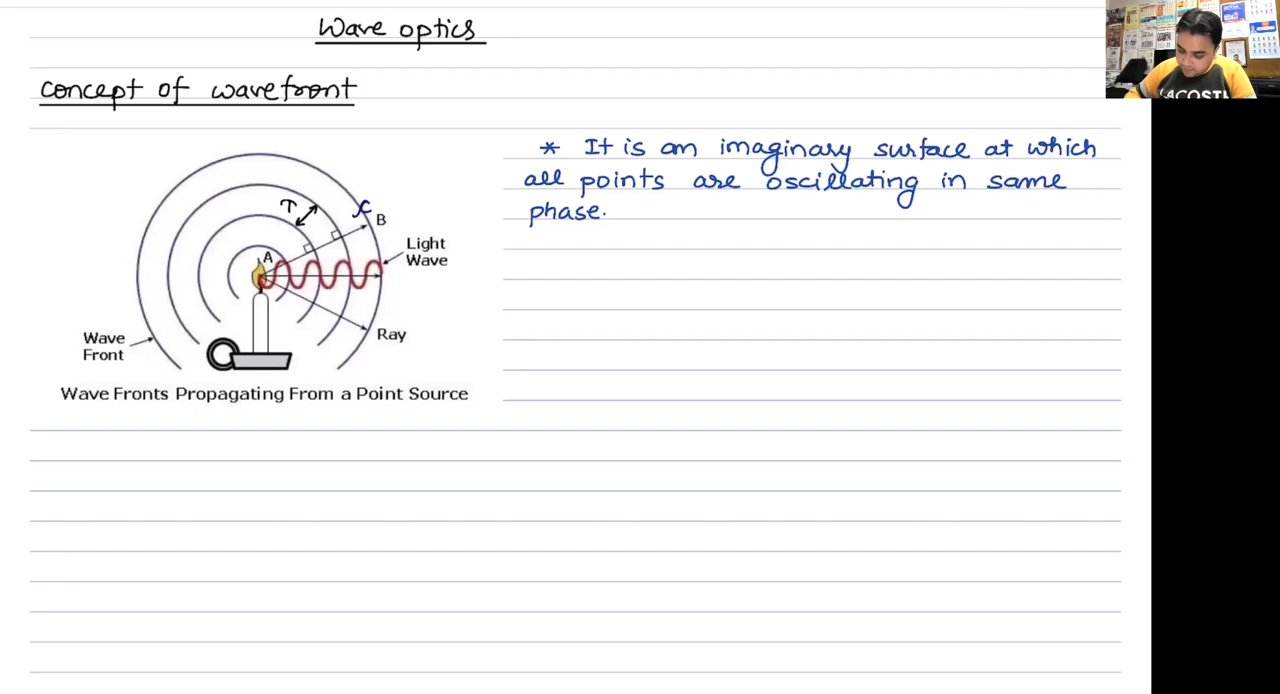 Wave optics
concept of wavefront
* It is an imaginary surface at which
all points are oscillating in same
phase.
T
x
B
A
Light
Wave
Ray
Wave
Front
Wave Fronts Propagating From a Point Source
LACOSTE